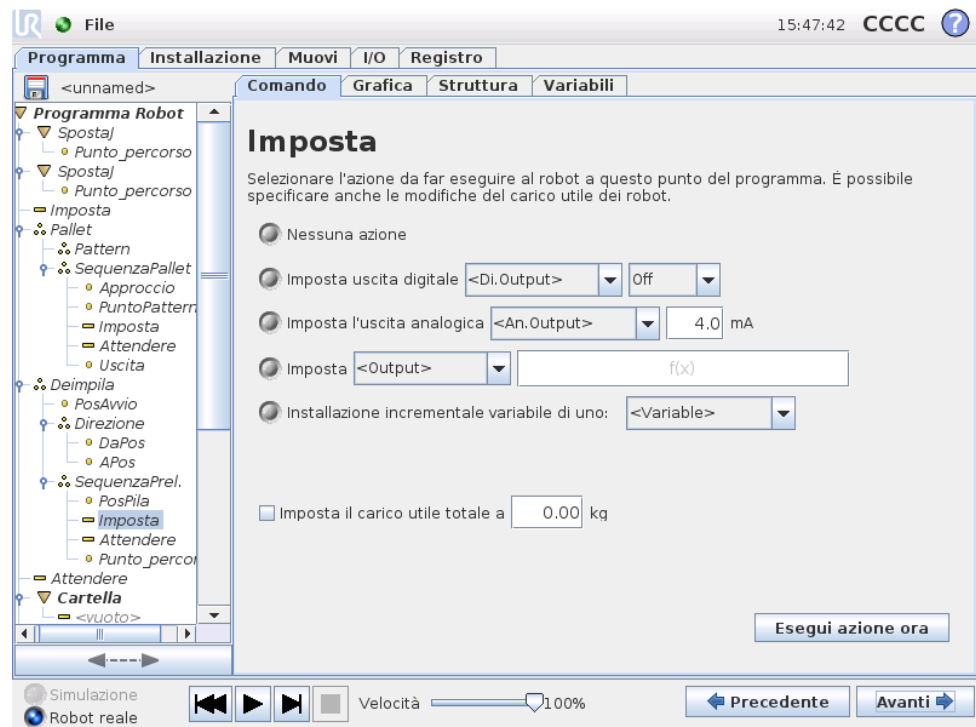 UR File 15:47:42 CCCC ?
Programma Installazione Muovi I/O Registro
<unnamed>
Comando Grafica Struttura Variabili
Programma Robot
SpostaJ
Punto_percorso
SpostaJ
Punto_percorso
Imposta
Pallet
Pattern
SequenzaPallet
Approccio
PuntoPattern
Imposta
Attendere
Uscita
Deimpila
PosAvvio
Direzione
DaPos
APos
SequenzaPrel.
PosPila
Imposta
Attendere
Punto_percor
Attendere
Cartella
<vuoto>
Imposta
Selezionare l'azione da far eseguire al robot a questo punto del programma. É possibile
specificare anche le modifiche del carico utile dei robot.
Nessuna azione
Imposta uscita digitale <Di.Output> Off
Imposta l'uscita analogica <An.Output> 4.0 mA
Imposta <Output> f(x)
Installazione incrementale variabile di uno: <Variable>
Imposta il carico utile totale a 0.00 kg
Esegui azione ora
Simulazione
Robot reale
Velocità 100%
Precedente Avanti